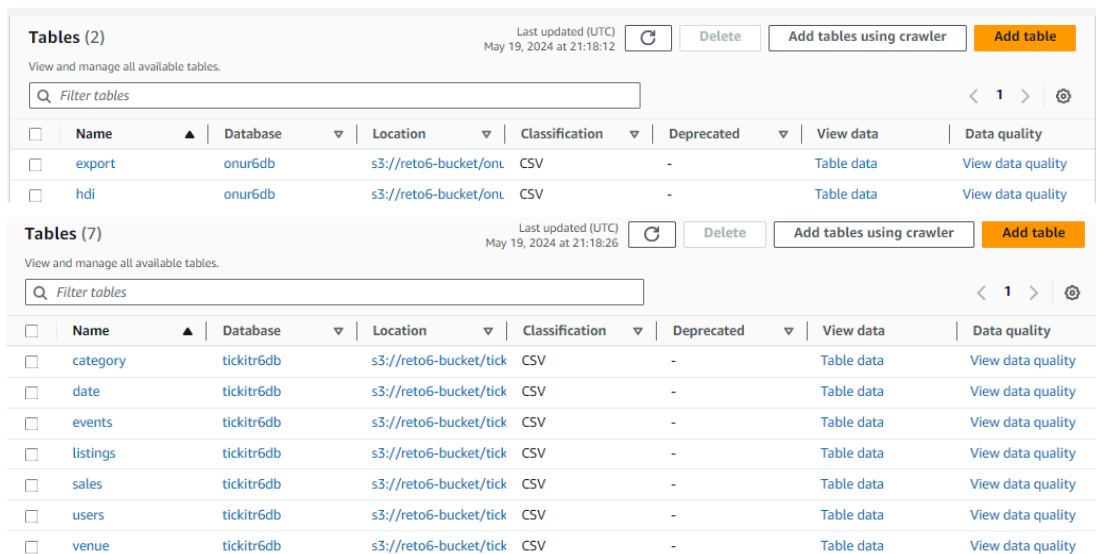 Tables (2)
Last updated (UTC)
May 19, 2024 at 21:18:12
Delete
Add tables using crawler
Add table
View and manage all available tables.
Filter tables
1
Name Database Location Classification Deprecated View data Data quality
export onur6db s3://reto6-bucket/onu CSV - Table data View data quality
hdi onur6db s3://reto6-bucket/onu CSV - Table data View data quality
Tables (7)
Last updated (UTC)
May 19, 2024 at 21:18:26
Delete
Add tables using crawler
Add table
View and manage all available tables.
Filter tables
1
Name Database Location Classification Deprecated View data Data quality
category tickitr6db s3://reto6-bucket/tick CSV - Table data View data quality
date tickitr6db s3://reto6-bucket/tick CSV - Table data View data quality
events tickitr6db s3://reto6-bucket/tick CSV - Table data View data quality
listings tickitr6db s3://reto6-bucket/tick CSV - Table data View data quality
sales tickitr6db s3://reto6-bucket/tick CSV - Table data View data quality
users tickitr6db s3://reto6-bucket/tick CSV - Table data View data quality
venue tickitr6db s3://reto6-bucket/tick CSV - Table data View data quality